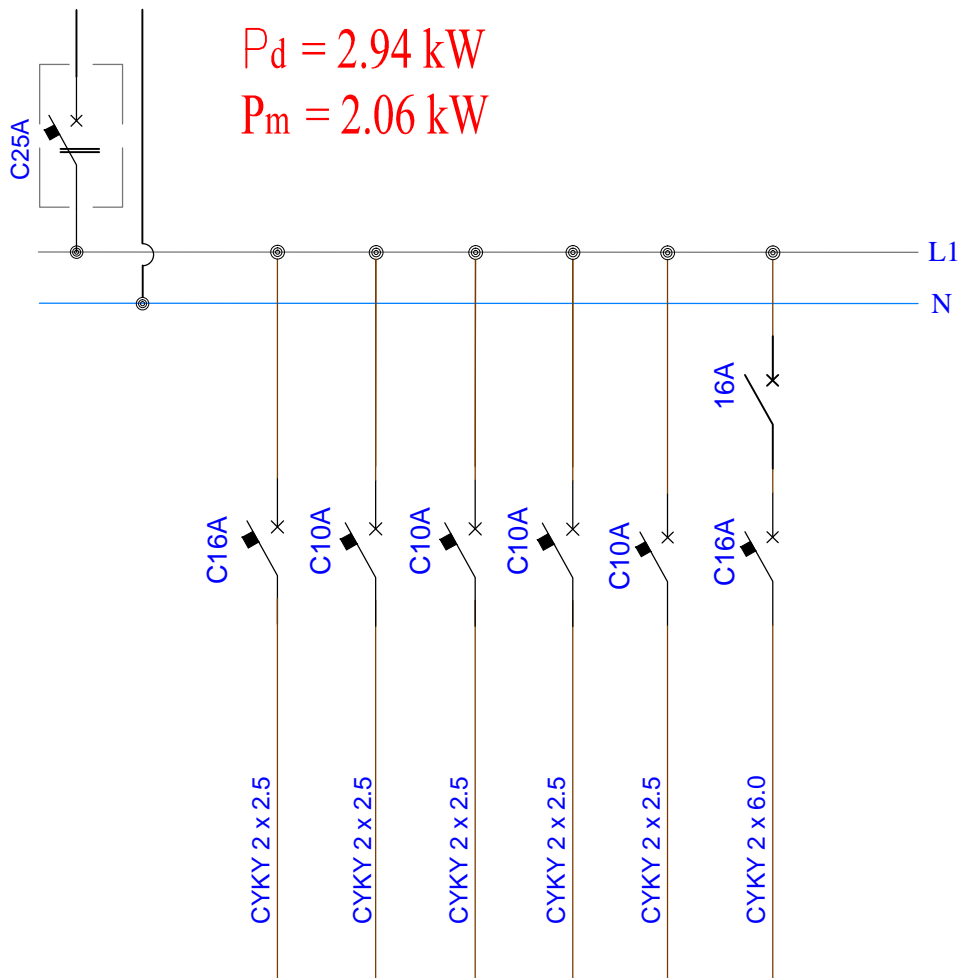 Pd = 2.94 kW
Pm = 2.06 kW
C25A
L1
N
16A
C16A
C10A
C10A
C10A
C10A
C16A
CYKY 2 x 2.5
CYKY 2 x 2.5
CYKY 2 x 2.5
CYKY 2 x 2.5
CYKY 2 x 2.5
CYKY 2 x 6.0